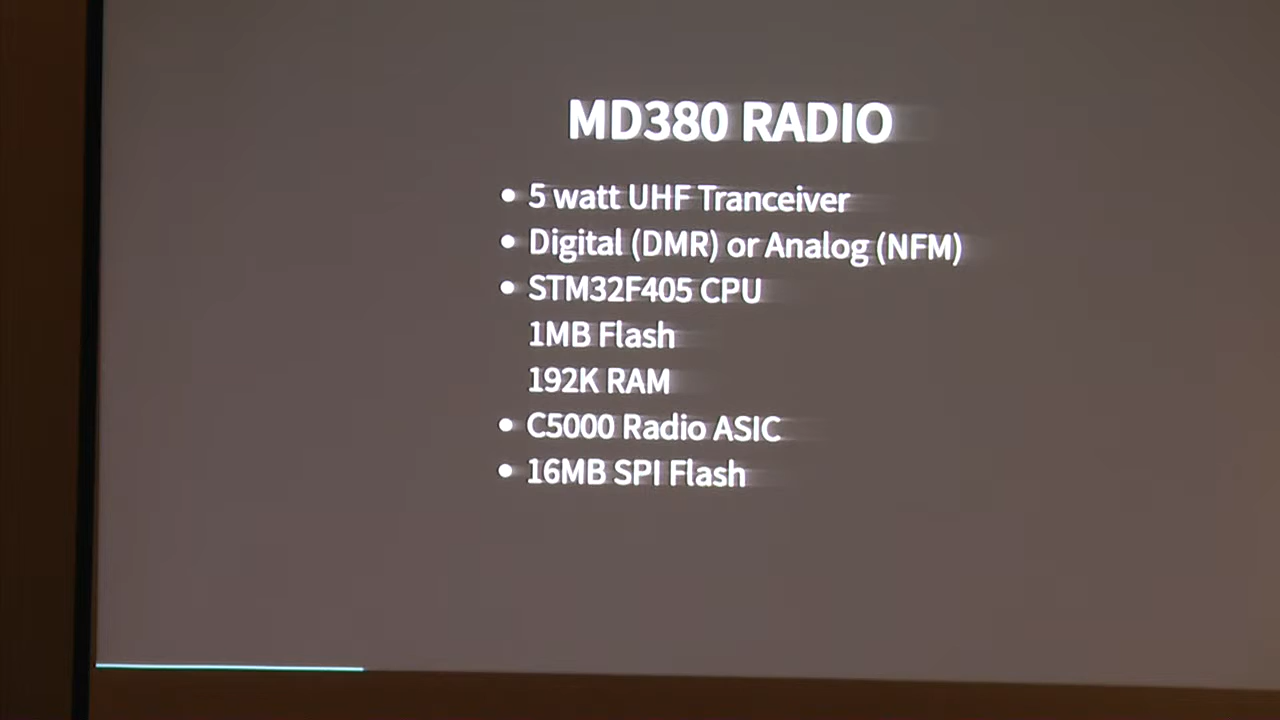 MD380 RADIO
• 5 watt UHF Tranceiver
• Digital (DMR) or Analog (NFM)
• STM32F405 CPU
1MB Flash
192K RAM
• C5000 Radio ASIC
• 16MB SPI Flash